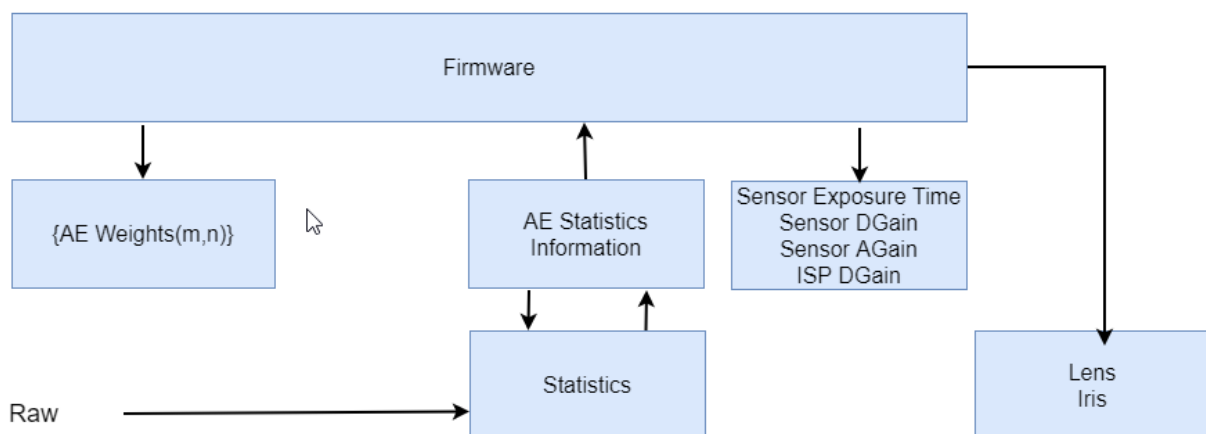 Firmware
{AE Weights(m,n)}
AE Statistics
Information
Sensor Exposure Time
Sensor DGain
Sensor AGain
ISP DGain
Statistics
Lens
Iris
Raw